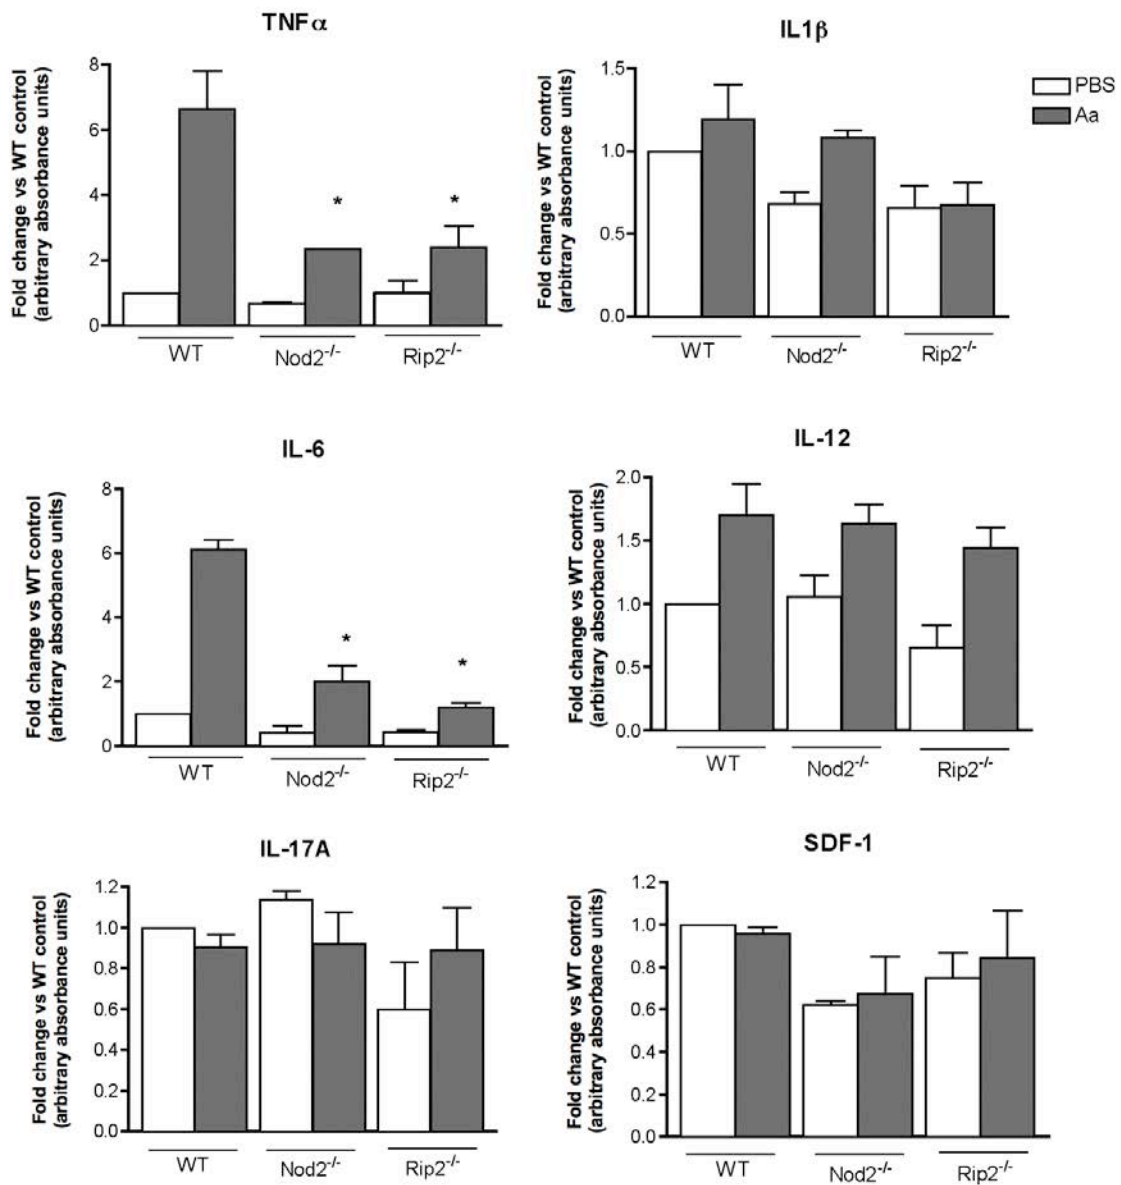 TNFα
Fold change vs WT control
(arbitrary absorbance units)
8
6
4
2
0
WT
Nod2-/-
Rip2-/-
*
*
IL1β
Fold change vs WT control
(arbitrary absorbance units)
1.5
1.0
0.5
0.0
WT
Nod2-/-
Rip2-/-
PBS
Aa
IL-6
Fold change vs WT control
(arbitrary absorbance units)
8
6
4
2
0
WT
Nod2-/-
Rip2-/-
*
*
IL-12
Fold change vs WT control
(arbitrary absorbance units)
2.0
1.5
1.0
0.5
0.0
WT
Nod2-/-
Rip2-/-
IL-17A
Fold change vs WT control
(arbitrary absorbance units)
1.2
1.0
0.8
0.6
0.4
0.2
0.0
WT
Nod2-/-
Rip2-/-
SDF-1
Fold change vs WT control
(arbitrary absorbance units)
1.2
1.0
0.8
0.6
0.4
0.2
0.0
WT
Nod2-/-
Rip2-/-